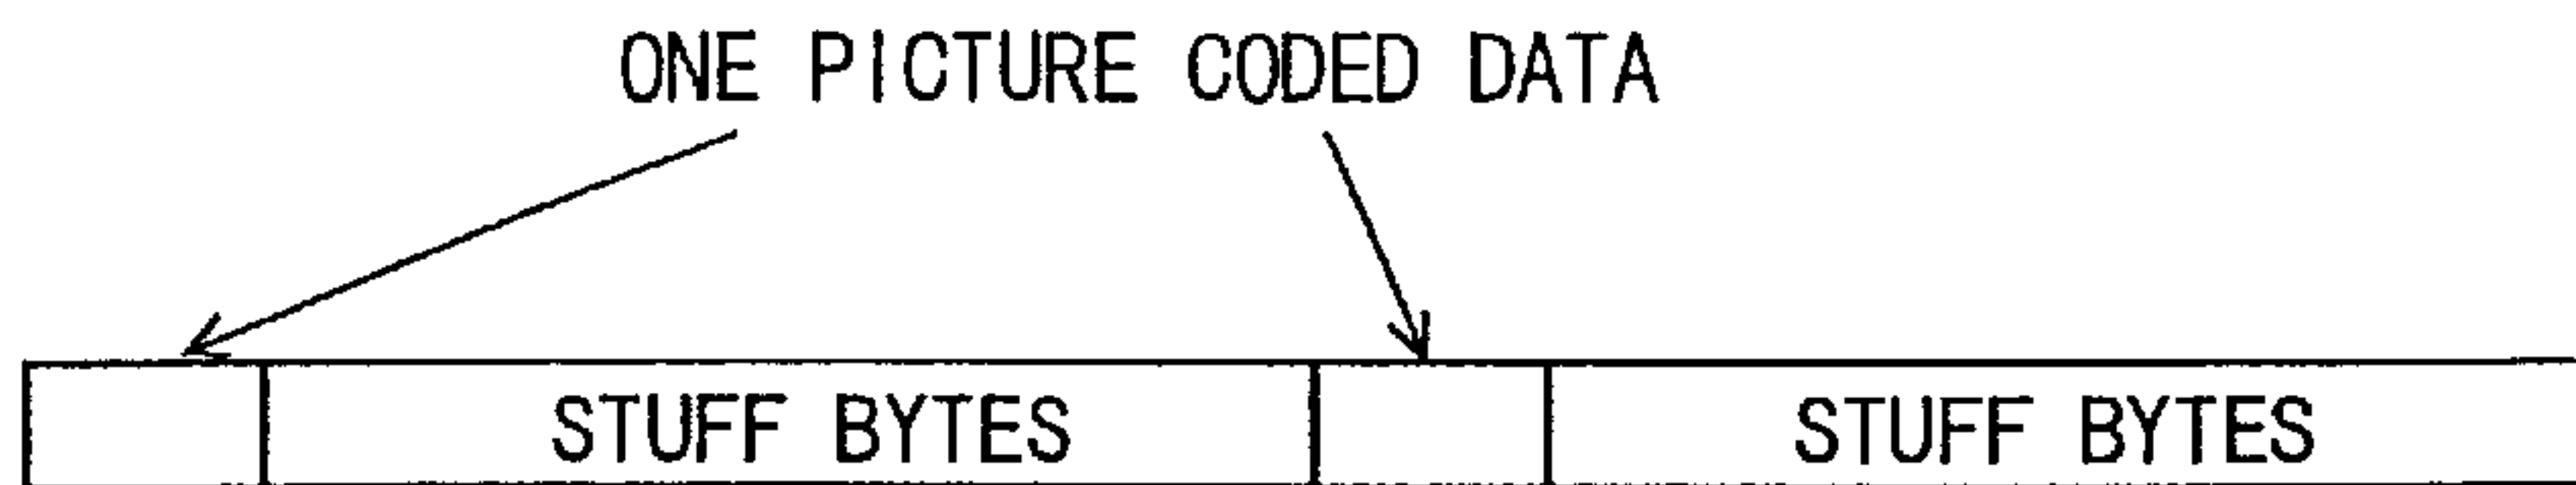 ONE PICTURE CODED DATA
STUFF BYTES STUFF BYTES